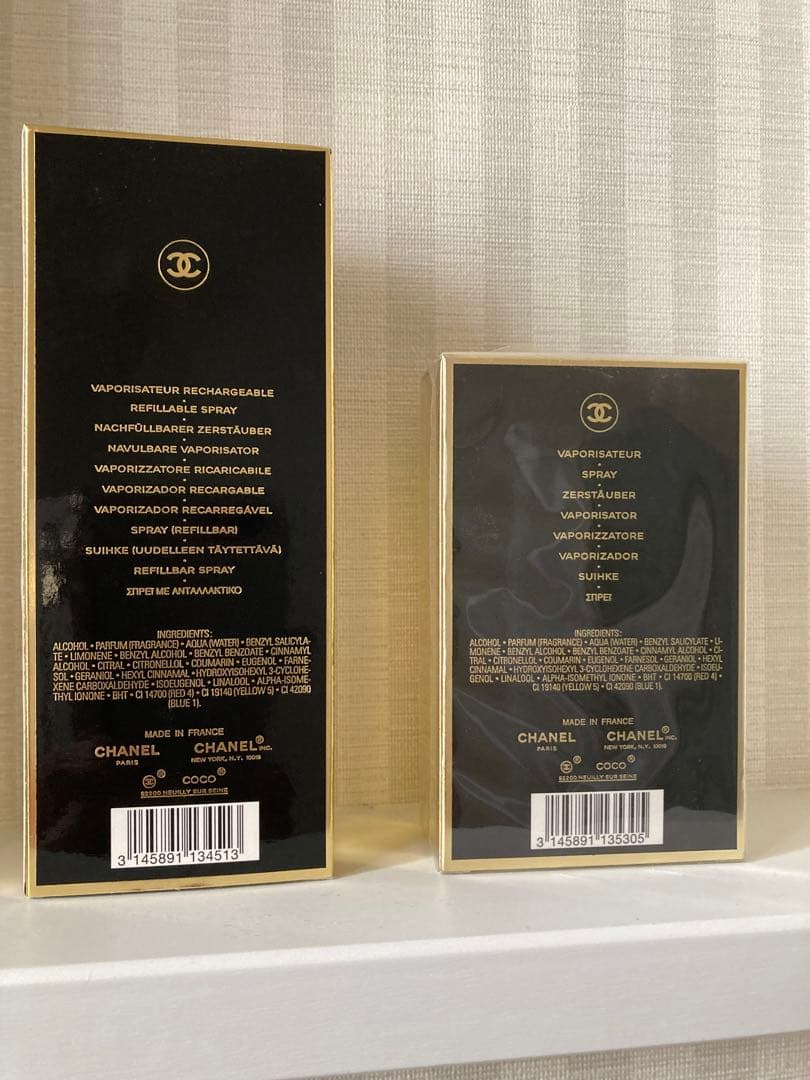 VAPORISATEUR RECHARGEABLE
REFILLABLE SPRAY
NACHFÜLLBARER ZERSTÄUBER
NAVULBARE VAPORISATOR
VAPORIZZATORE RICARICABILE
VAPORIZADOR RECARGABLE
VAPORIZADOR RECARREGÁVEL
SPRAY (REFILLBAR)
SUIHKE (UUDELLEEN TÄYTETTÄVÄ)
REFILLBAR SPRAY
ΣΠΡΕΪ ΜΕ ΑΝΤΑΛΛΑΚΤΙΚΟ
INGREDIENTS:
ALCOHOL • PARFUM (FRAGRANCE) • AQUA (WATER) • BENZYL SALICYLA-
TE • LIMONENE • BENZYL ALCOHOL • BENZYL BENZOATE • CINNAMYL
ALCOHOL • CITRAL • CITRONELLOL • COUMARIN • EUGENOL • FARNE-
SOL • GERANIOL • HEXYL CINNAMAL • HYDROXYISOHEXYL 3-CYCLOHE-
XENE CARBOXALDEHYDE • ISOEUGENOL • LINALOOL • ALPHA-ISOME-
THYL IONONE • BHT • CI 14700 (RED 4) • CI 19140 (YELLOW 5) • CI 42090
(BLUE 1).
MADE IN FRANCE
CHANEL CHANEL® INC.
PARIS NEW YORK, N.Y. 10019
® COCO®
92200 NEUILLY SUR SEINE
3 145891 134513
VAPORISATEUR
SPRAY
ZERSTÄUBER
VAPORISATOR
VAPORIZZATORE
VAPORIZADOR
SUIHKE
ΣΠΡΕΪ
INGREDIENTS:
ALCOHOL • PARFUM (FRAGRANCE) • AQUA (WATER) • BENZYL SALICYLATE • LI-
MONENE • BENZYL ALCOHOL • BENZYL BENZOATE • CINNAMYL ALCOHOL • CI-
TRAL • CITRONELLOL • COUMARIN • EUGENOL • FARNESOL • GERANIOL • HEXYL
CINNAMAL • HYDROXYISOHEXYL 3-CYCLOHEXENE CARBOXALDEHYDE • ISOEU-
GENOL • LINALOOL • ALPHA-ISOMETHYL IONONE • BHT • CI 14700 (RED 4) •
CI 19140 (YELLOW 5) • CI 42090 (BLUE 1).
MADE IN FRANCE
CHANEL CHANEL® INC.
PARIS NEW YORK, N.Y. 10019
® COCO®
92200 NEUILLY SUR SEINE
3 145891 135305